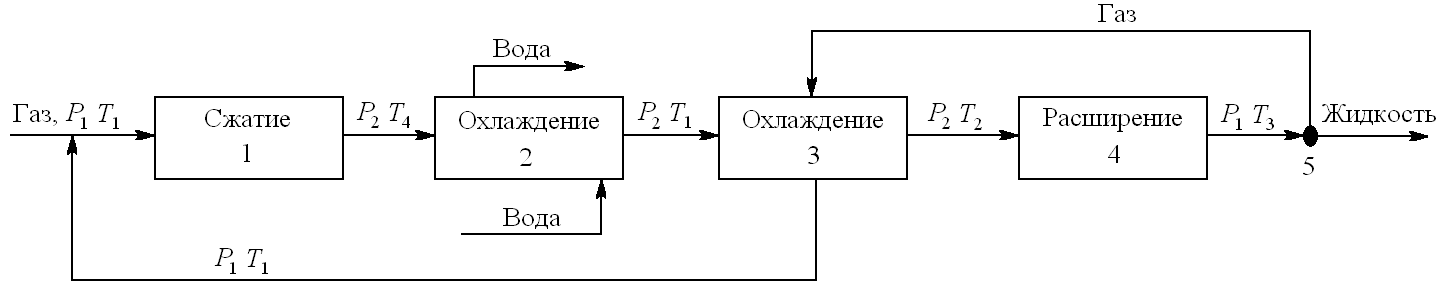 Газ
Вода
Газ, P₁ T₁
Сжатие
1
P₂ T₄
Охлаждение
2
P₂ T₁
Охлаждение
3
P₂ T₂
Расширение
4
P₁ T₃
Жидкость
5
Вода
P₁ T₁